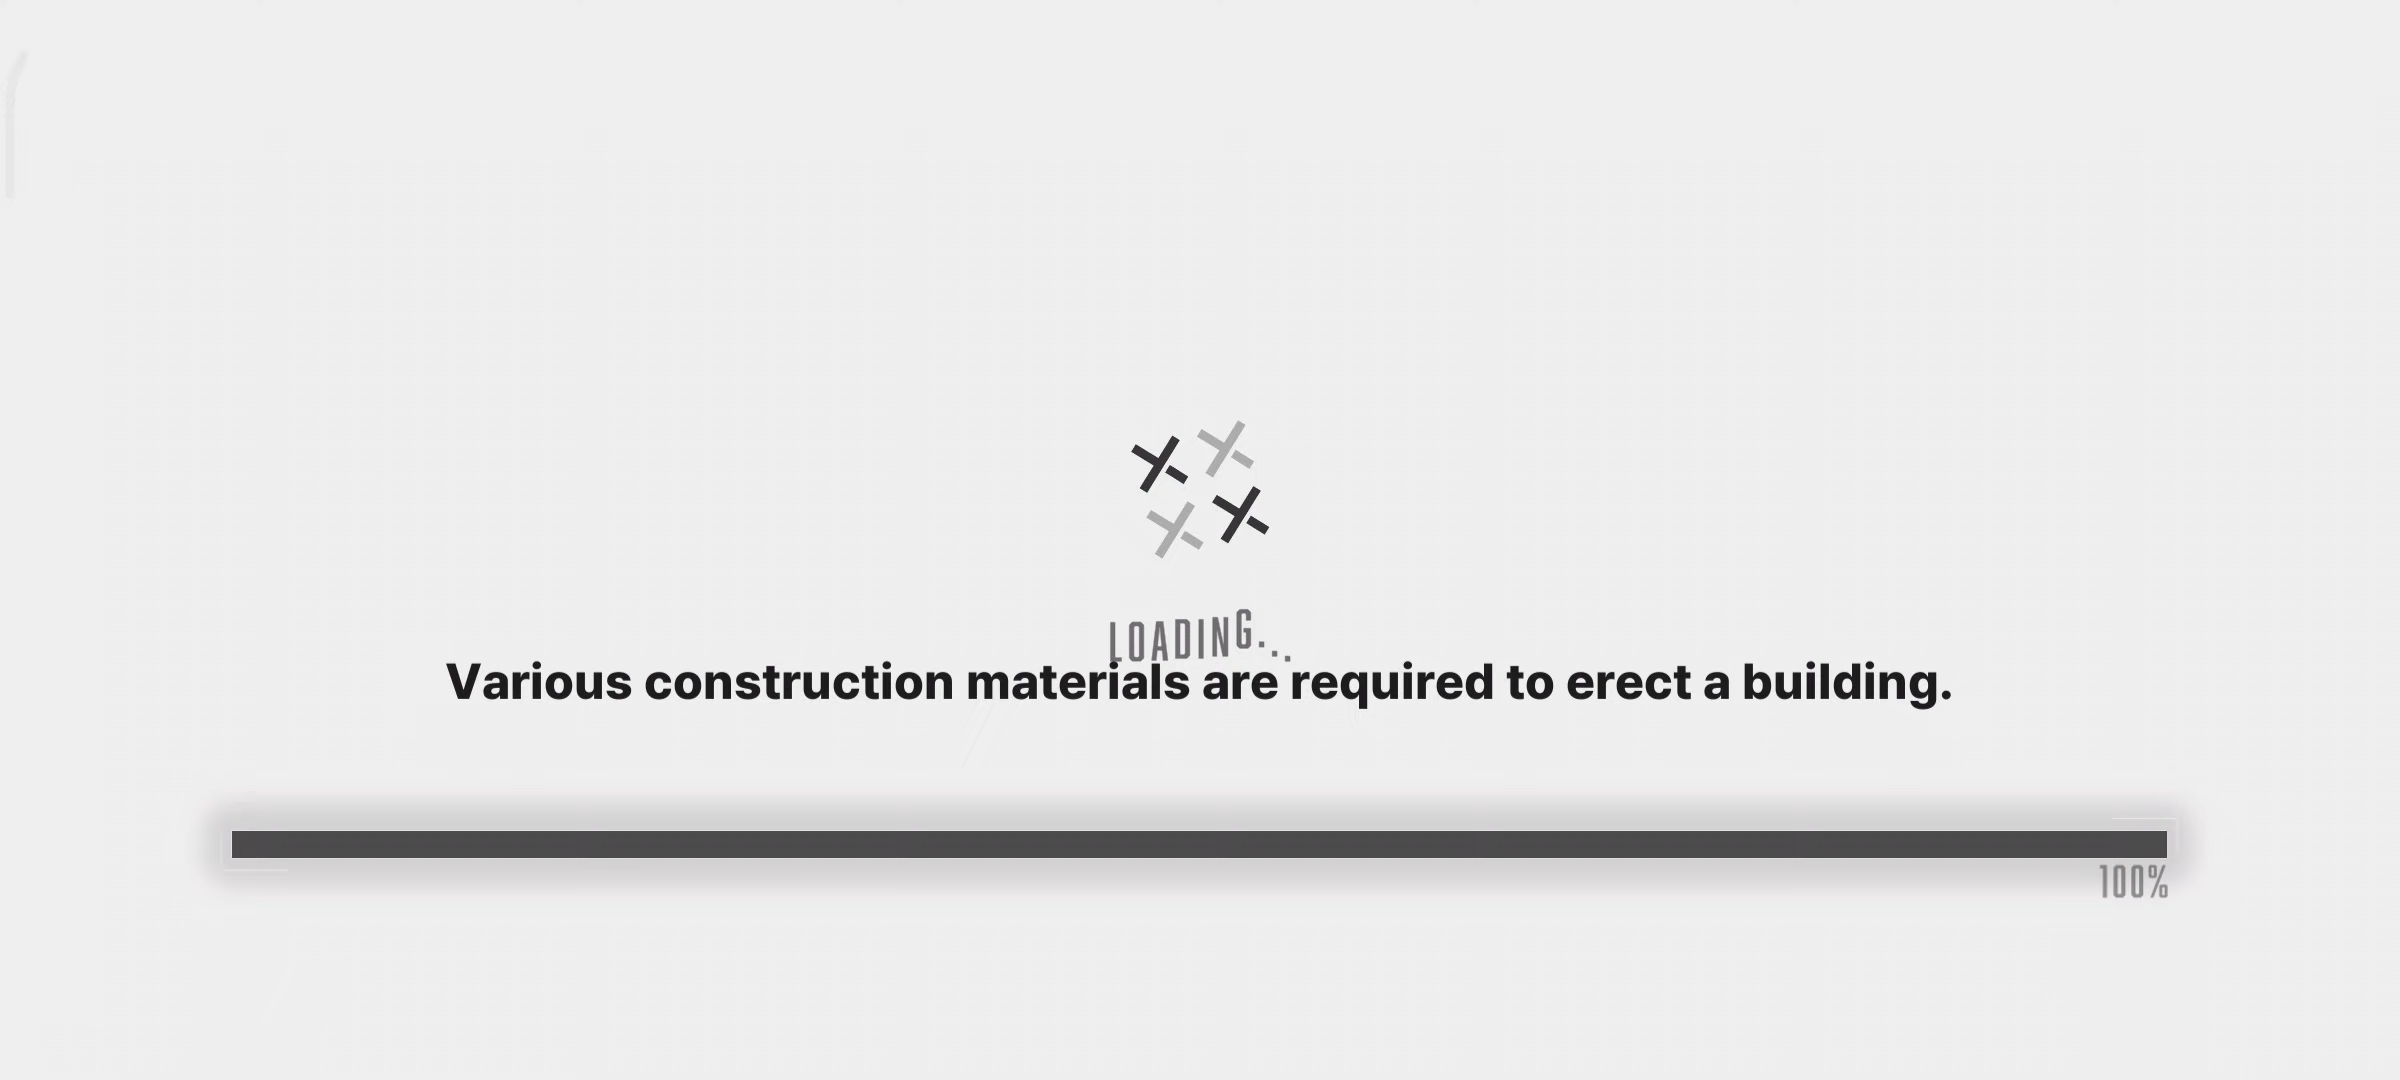 LOADING...
Various construction materials are required to erect a building.
100%